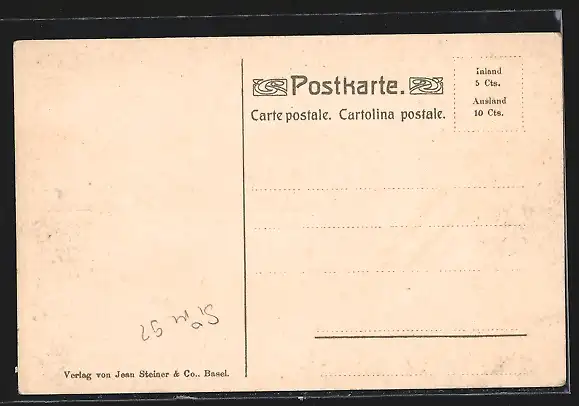 Postkarte.
Carte postale. Cartolina postale.
Inland
5 Cts.
Ausland
10 Cts.
Verlag von Jean Steiner & Co., Basel.